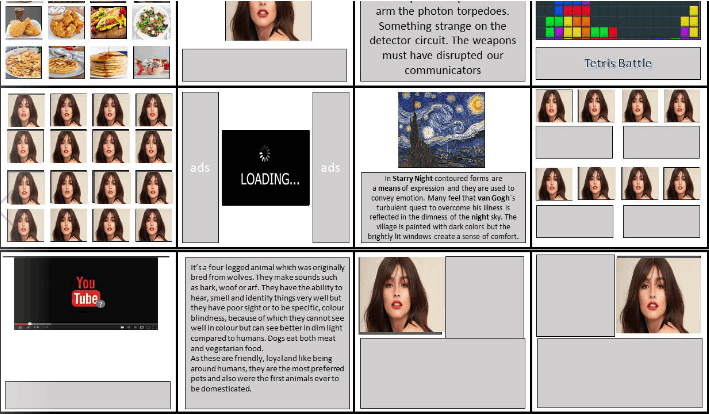 arm the photon torpedoes.
Something strange on the
detector circuit. The weapons
must have disrupted our
communicators
Tetris Battle
ads
LOADING...
ads
In Starry Night contoured forms are
a means of expression and they are used to
convey emotion. Many feel that van Gogh`s
turbulent quest to overcome his illness is
reflected in the dimness of the night sky. The
village is painted with dark colors but the
brightly lit windows create a sense of comfort.
You
Tube
It's a four legged animal which was originally
bred from wolves. They make sounds such
as bark, woof or arf. They have the ability to
hear, smell and identify things very well but
they have poor sight or to be specific, colour
blindness, because of which they cannot see
well in colour but can see better in dim light
compared to humans. Dogs eat both meat
and vegetarian food.
As these are friendly, loyal and like being
around humans, they are the most preferred
pets and also were the first animals ever to
be domesticated.